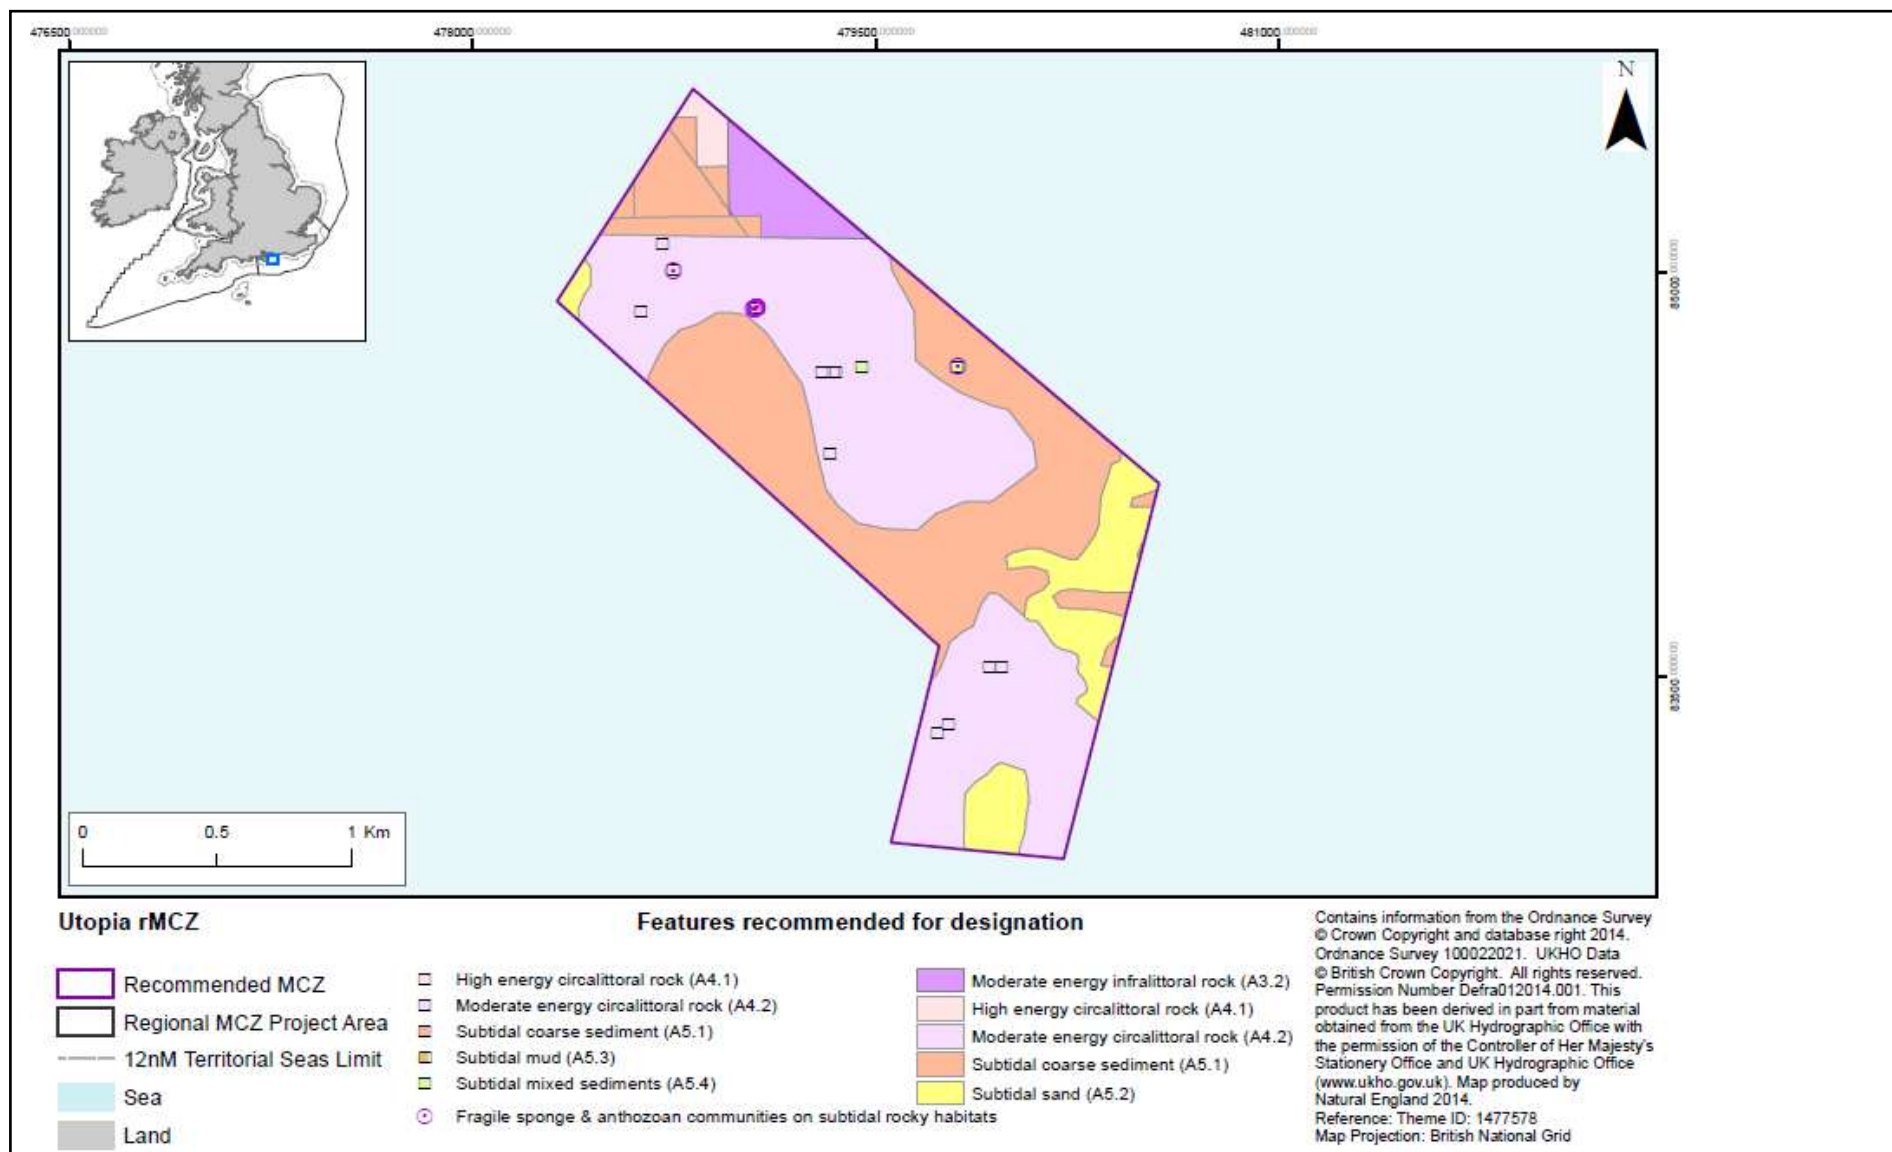 476500.000000 478000.000000 479500.000000 481000.000000
N
85000.000000
83500.000000
0 0.5 1 Km
Utopia rMCZ
Features recommended for designation
Recommended MCZ
Regional MCZ Project Area
12nM Territorial Seas Limit
Sea
Land
High energy circalittoral rock (A4.1)
Moderate energy circalittoral rock (A4.2)
Subtidal coarse sediment (A5.1)
Subtidal mud (A5.3)
Subtidal mixed sediments (A5.4)
Fragile sponge & anthozoan communities on subtidal rocky habitats
Moderate energy infralittoral rock (A3.2)
High energy circalittoral rock (A4.1)
Moderate energy circalittoral rock (A4.2)
Subtidal coarse sediment (A5.1)
Subtidal sand (A5.2)
Contains information from the Ordnance Survey
© Crown Copyright and database right 2014.
Ordnance Survey 100022021. UKHO Data
© British Crown Copyright. All rights reserved.
Permission Number Defra012014.001. This
product has been derived in part from material
obtained from the UK Hydrographic Office with
the permission of the Controller of Her Majesty's
Stationery Office and UK Hydrographic Office
(www.ukho.gov.uk). Map produced by
Natural England 2014.
Reference: Theme ID: 1477578
Map Projection: British National Grid